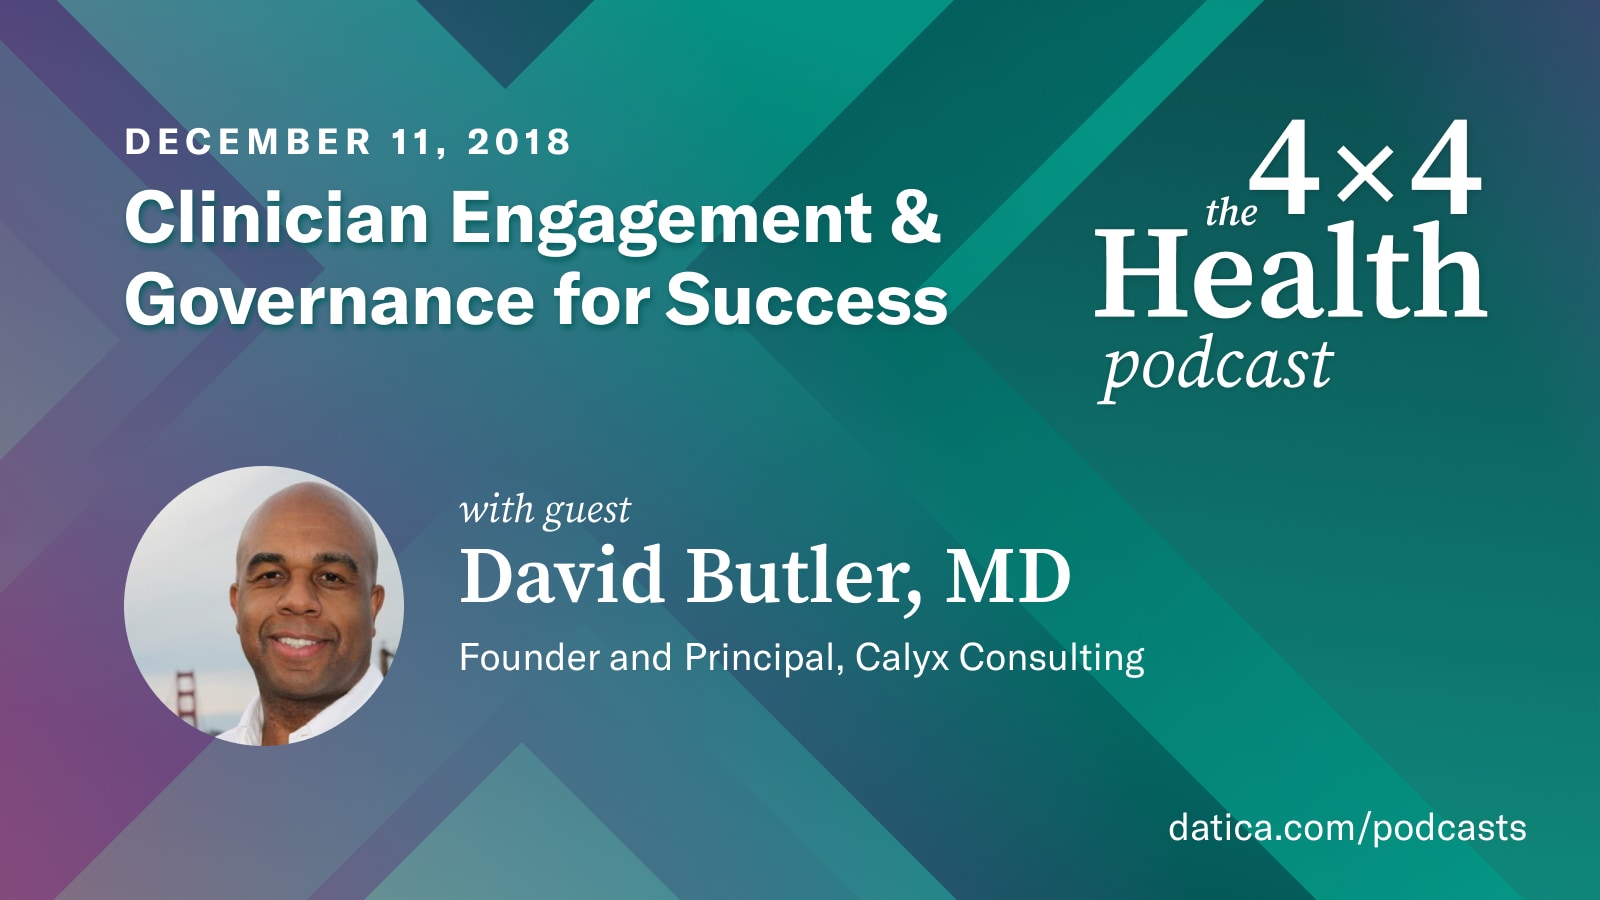 DECEMBER 11, 2018
Clinician Engagement &
Governance for Success
4×4
the
Health
podcast
with guest
David Butler, MD
Founder and Principal, Calyx Consulting
datica.com/podcasts